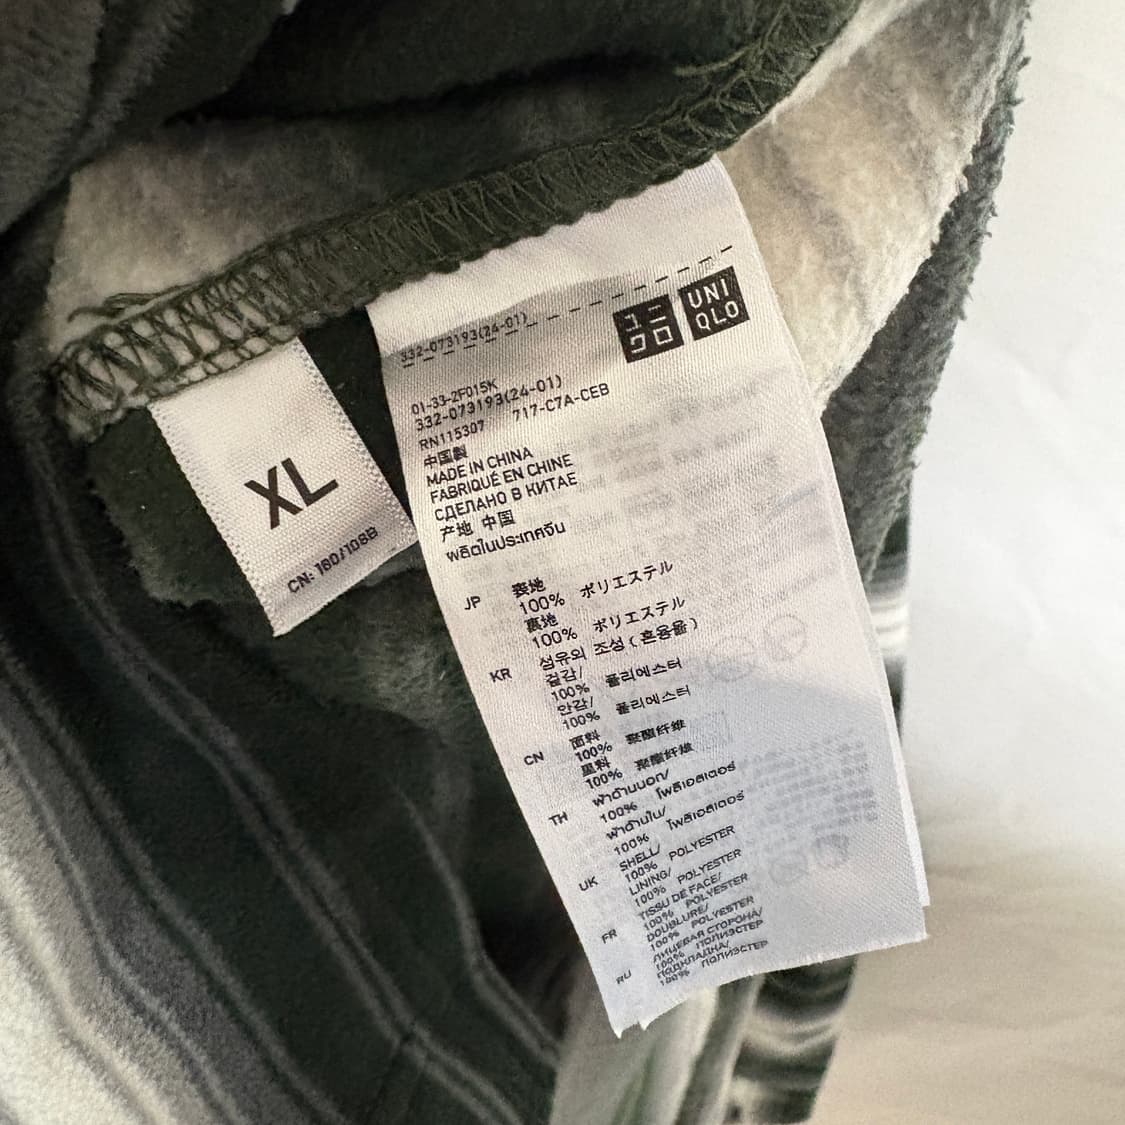 XL
CN: 180/108B
332-073193(24-01)
ユニ
クロ
UNI
QLO
01-33-2F015K
332-073193(24-01)
RN115307 717-C7A-CEB
中国製
MADE IN CHINA
FABRIQUÉ EN CHINE
СДЕЛАНО В КИТАЕ
产地 中国
ผลิตในประเทศจีน
JP 表地
100% ポリエステル
裏地
100% ポリエステル
KR 섬유의 조성 (혼용율)
겉감/
100% 폴리에스터
안감/
100% 폴리에스터
CN 面料
100% 聚酯纤维
里料
100% 聚酯纤维
TH ผ้าด้านนอก/
100% โพลีเอสเตอร์
ผ้าด้านใน/
100% โพลีเอสเตอร์
UK SHELL/
100% POLYESTER
LINING/
100% POLYESTER
FR TISSU DE FACE/
100% POLYESTER
DOUBLURE/
100% POLYESTER
RU ЛИЦЕВАЯ СТОРОНА/
100% ПОЛИЭСТЕР
ПОДКЛАДКА/
100% ПОЛИЭСТЕР